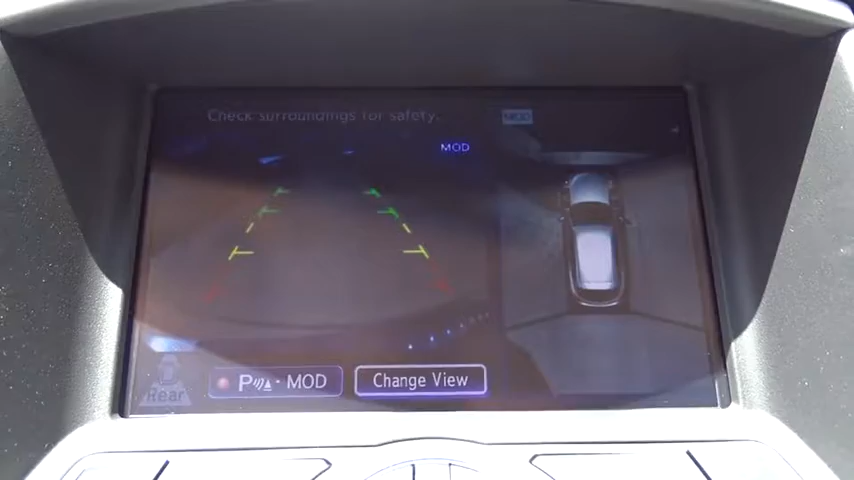 Check surroundings for safety.
MOD
MOD
Rear
P MOD
Change View